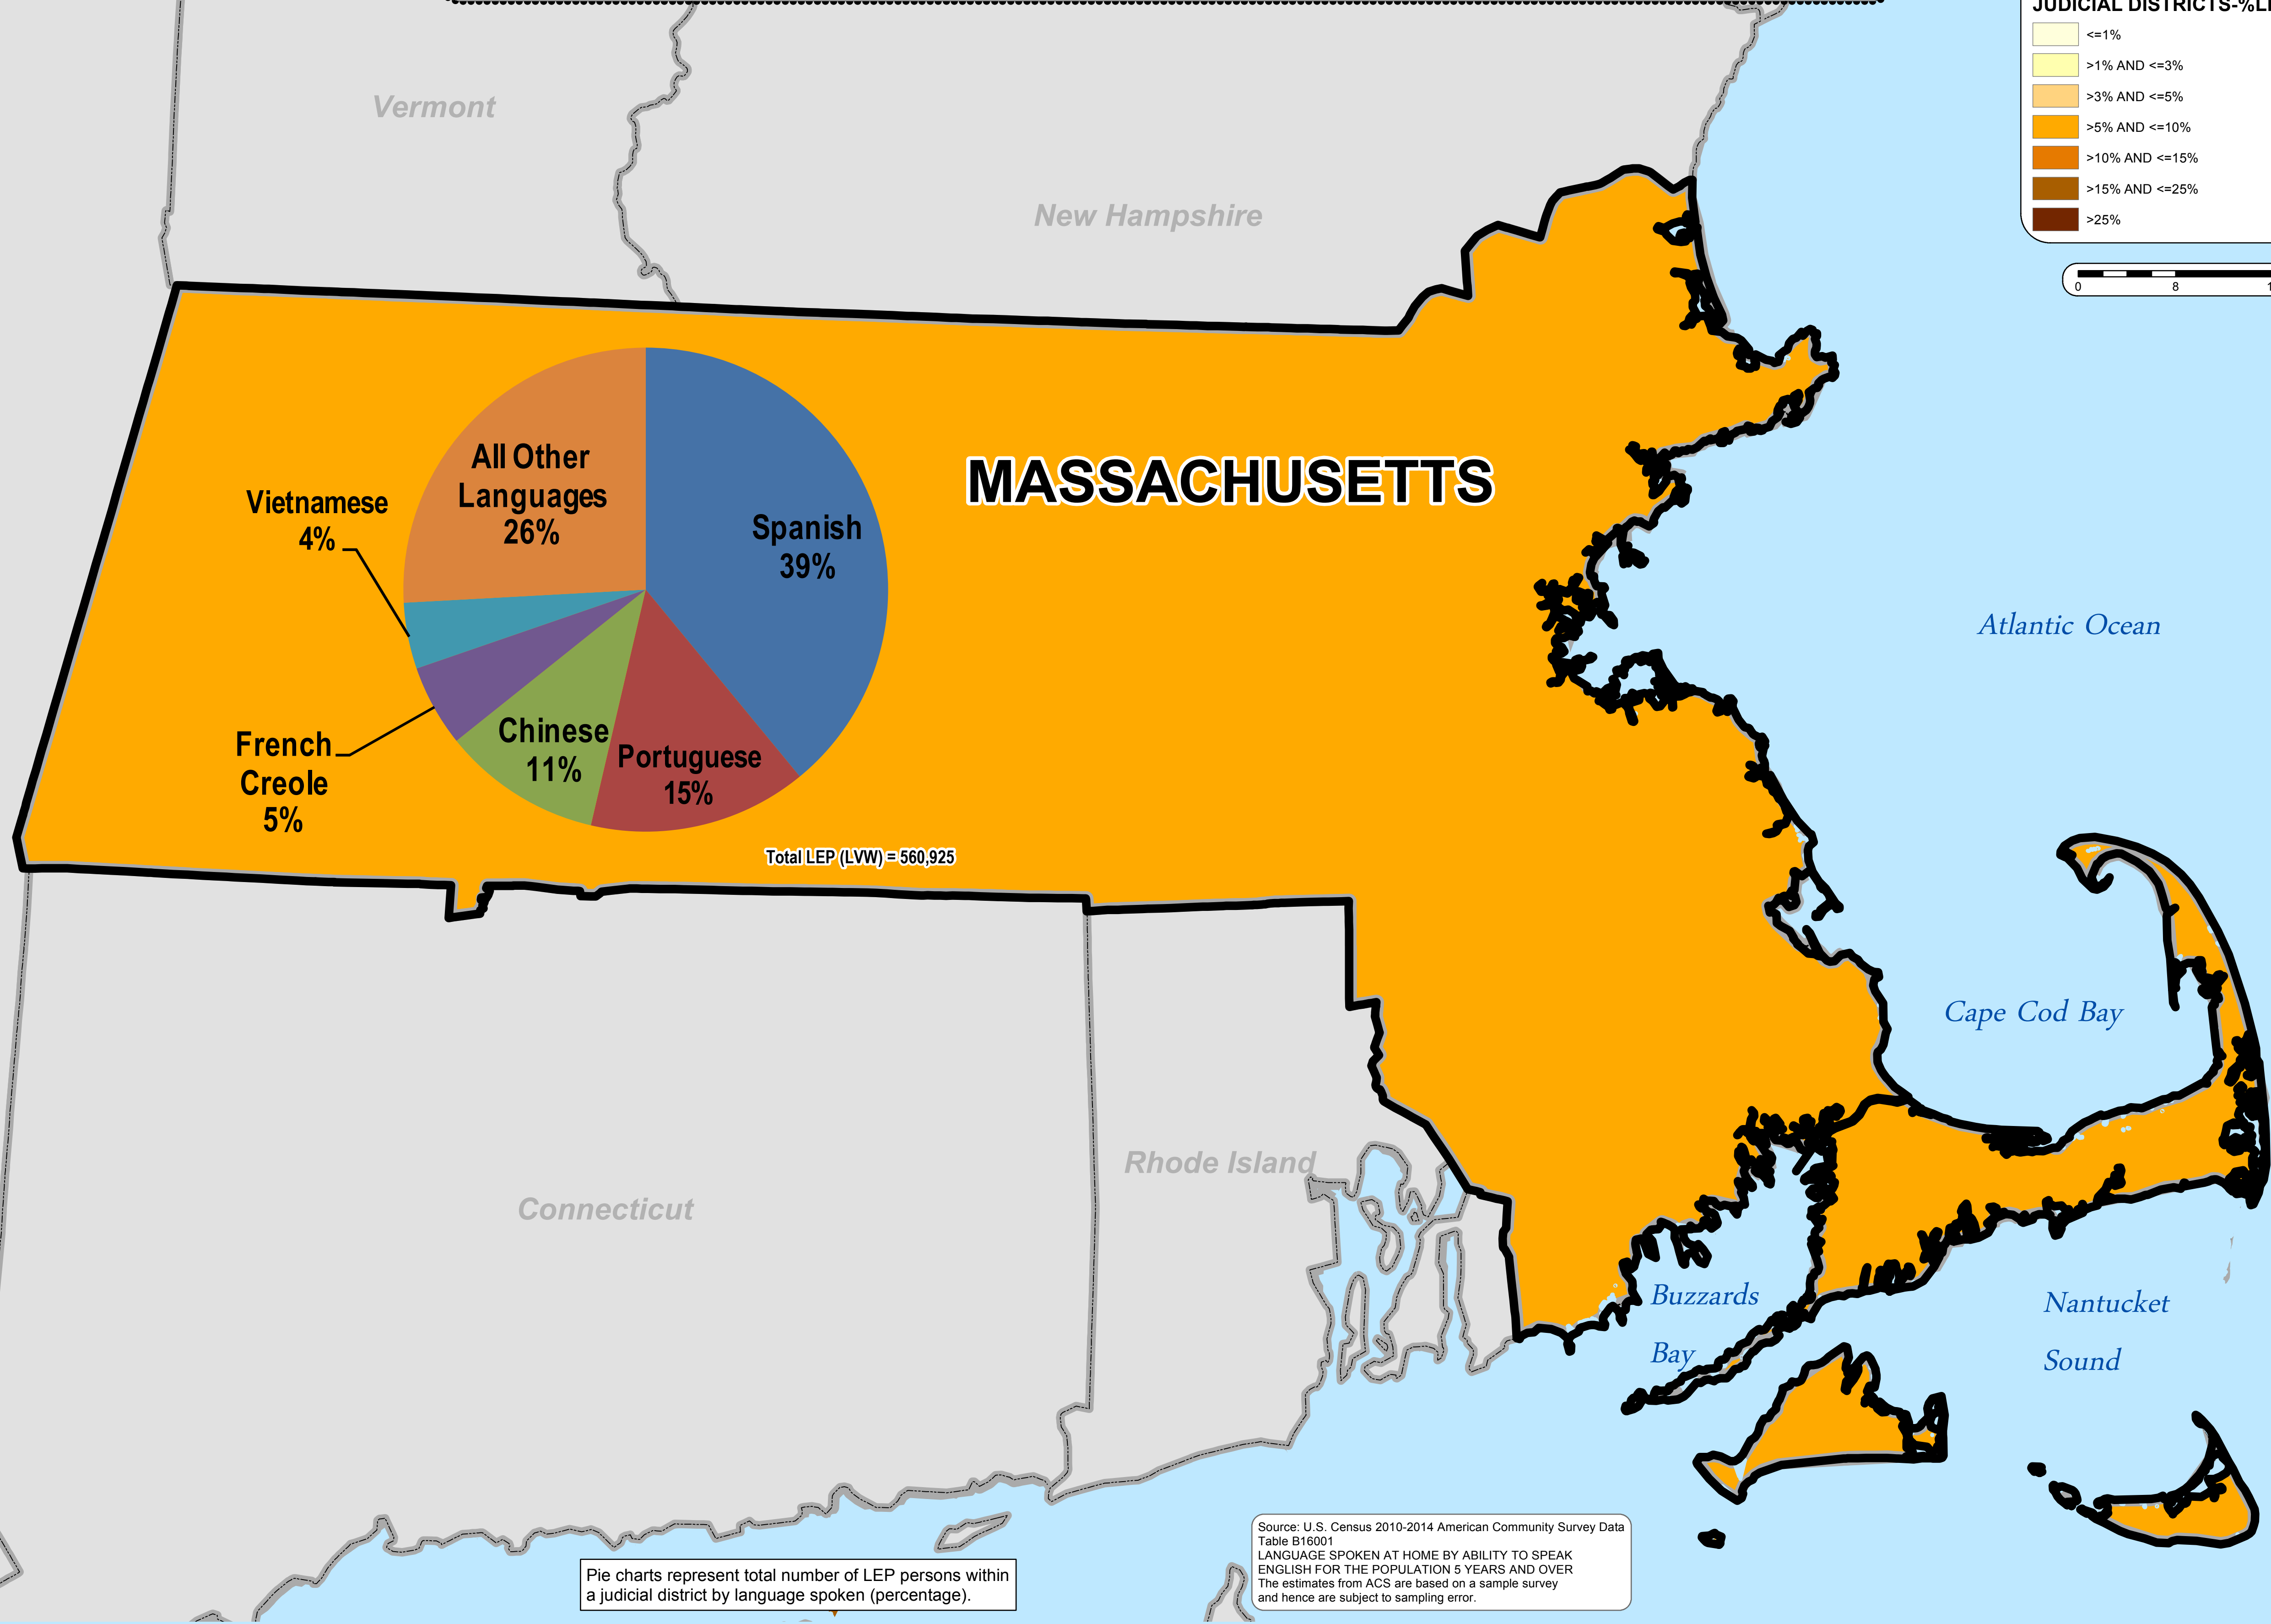 JUDICIAL DISTRICTS-%L
<=1%
>1% AND <=3%
>3% AND <=5%
>5% AND <=10%
>10% AND <=15%
>15% AND <=25%
>25%
0 8 1
Vermont
New Hampshire
MASSACHUSETTS
All Other
Languages
26%
Spanish
39%
Vietnamese
4%
French
Creole
5%
Chinese
11%
Portuguese
15%
Total LEP (LVW) = 560,925
Atlantic Ocean
Cape Cod Bay
Rhode Island
Connecticut
Buzzards
Bay
Nantucket
Sound
Pie charts represent total number of LEP persons within
a judicial district by language spoken (percentage).
Source: U.S. Census 2010-2014 American Community Survey Data
Table B16001
LANGUAGE SPOKEN AT HOME BY ABILITY TO SPEAK
ENGLISH FOR THE POPULATION 5 YEARS AND OVER
The estimates from ACS are based on a sample survey
and hence are subject to sampling error.